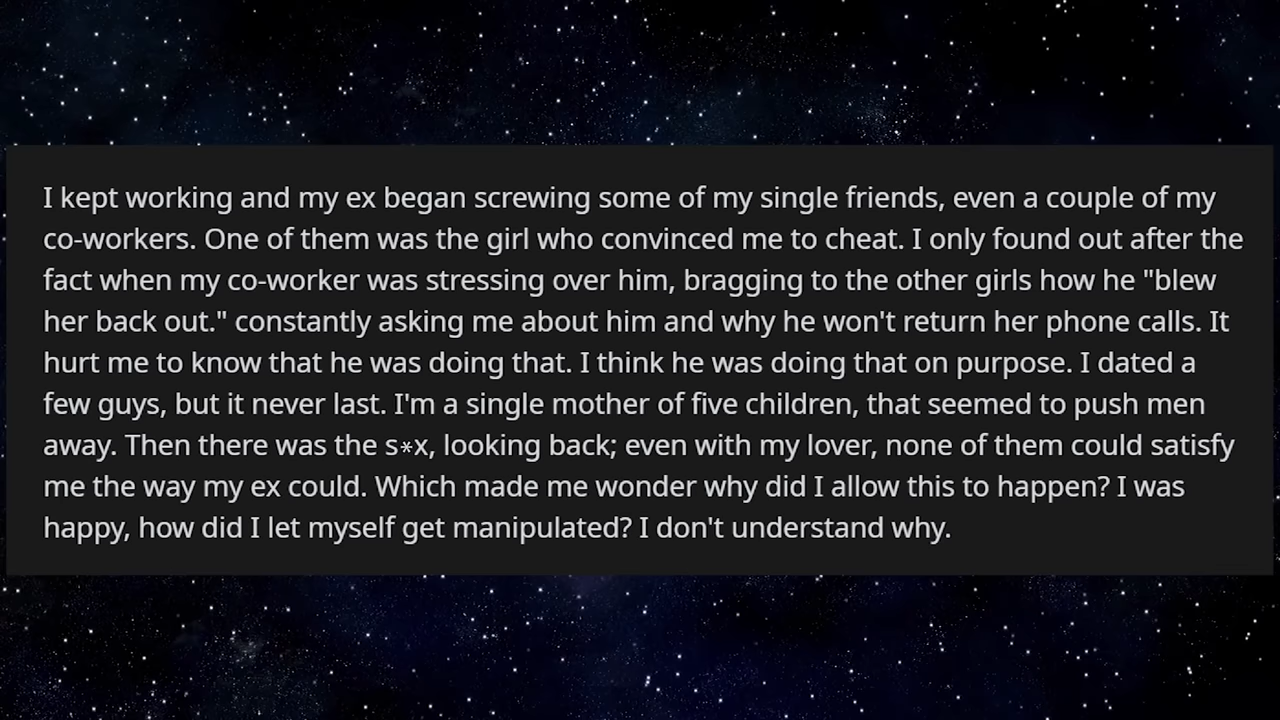 I kept working and my ex began screwing some of my single friends, even a couple of my
co-workers. One of them was the girl who convinced me to cheat. I only found out after the
fact when my co-worker was stressing over him, bragging to the other girls how he "blew
her back out." constantly asking me about him and why he won't return her phone calls. It
hurt me to know that he was doing that. I think he was doing that on purpose. I dated a
few guys, but it never last. I'm a single mother of five children, that seemed to push men
away. Then there was the s*x, looking back; even with my lover, none of them could satisfy
me the way my ex could. Which made me wonder why did I allow this to happen? I was
happy, how did I let myself get manipulated? I don't understand why.